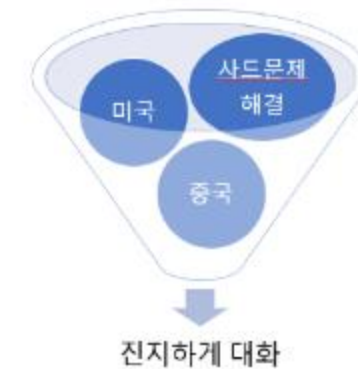 미국
사드문제
해결
중국
진지하게 대화